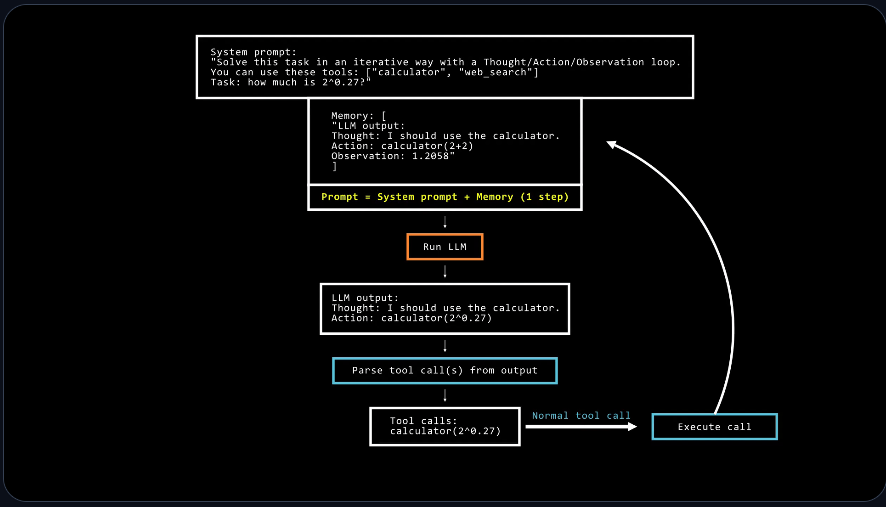 System prompt:
"Solve this task in an iterative way with a Thought/Action/Observation loop.
You can use these tools: ["calculator", "web_search"]
Task: how much is 2^0.27?"
Memory: [
"LLM output:
Thought: I should use the calculator.
Action: calculator(2+2)
Observation: 1.2058"
]
Prompt = System prompt + Memory (1 step)
Run LLM
LLM output:
Thought: I should use the calculator.
Action: calculator(2^0.27)
Parse tool call(s) from output
Tool calls:
calculator(2^0.27)
Normal tool call
Execute call